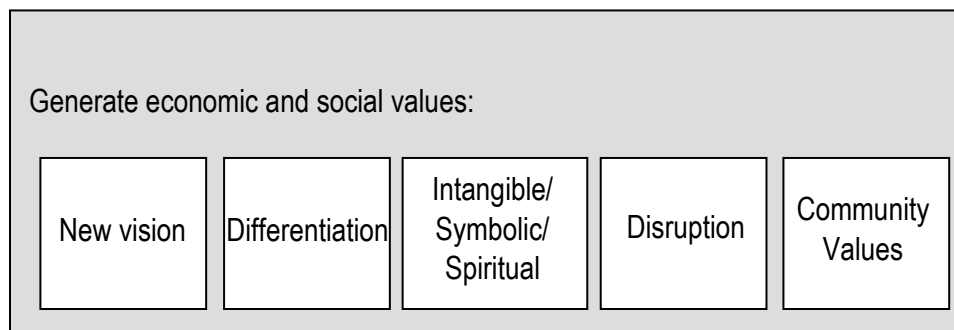 Generate economic and social values:
New vision
Differentiation
Intangible/
Symbolic/
Spiritual
Disruption
Community
Values